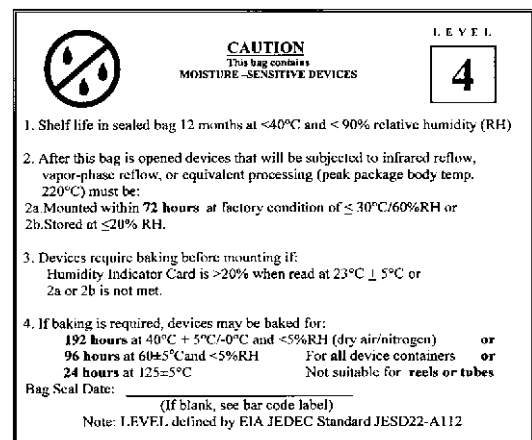 LEVEL
4
CAUTION
This bag contains
MOISTURE –SENSITIVE DEVICES
1. Shelf life in sealed bag 12 months at <40°C and < 90% relative humidity (RH)
2. After this bag is opened devices that will be subjected to infrared reflow,
vapor-phase reflow, or equivalent processing (peak package body temp.
220°C) must be:
2a.Mounted within 72 hours at factory condition of ≤ 30°C/60%RH or
2b.Stored at ≤20% RH.
3. Devices require baking before mounting if:
Humidity Indicator Card is >20% when read at 23°C ± 5°C or
2a or 2b is not met.
4. If baking is required, devices may be baked for:
192 hours at 40°C + 5°C/-0°C and <5%RH (dry air/nitrogen) or
96 hours at 60±5°Cand <5%RH For all device containers or
24 hours at 125±5°C Not suitable for reels or tubes
Bag Seal Date:
(If blank, see bar code label)
Note: LEVEL defined by EIA JEDEC Standard JESD22-A112